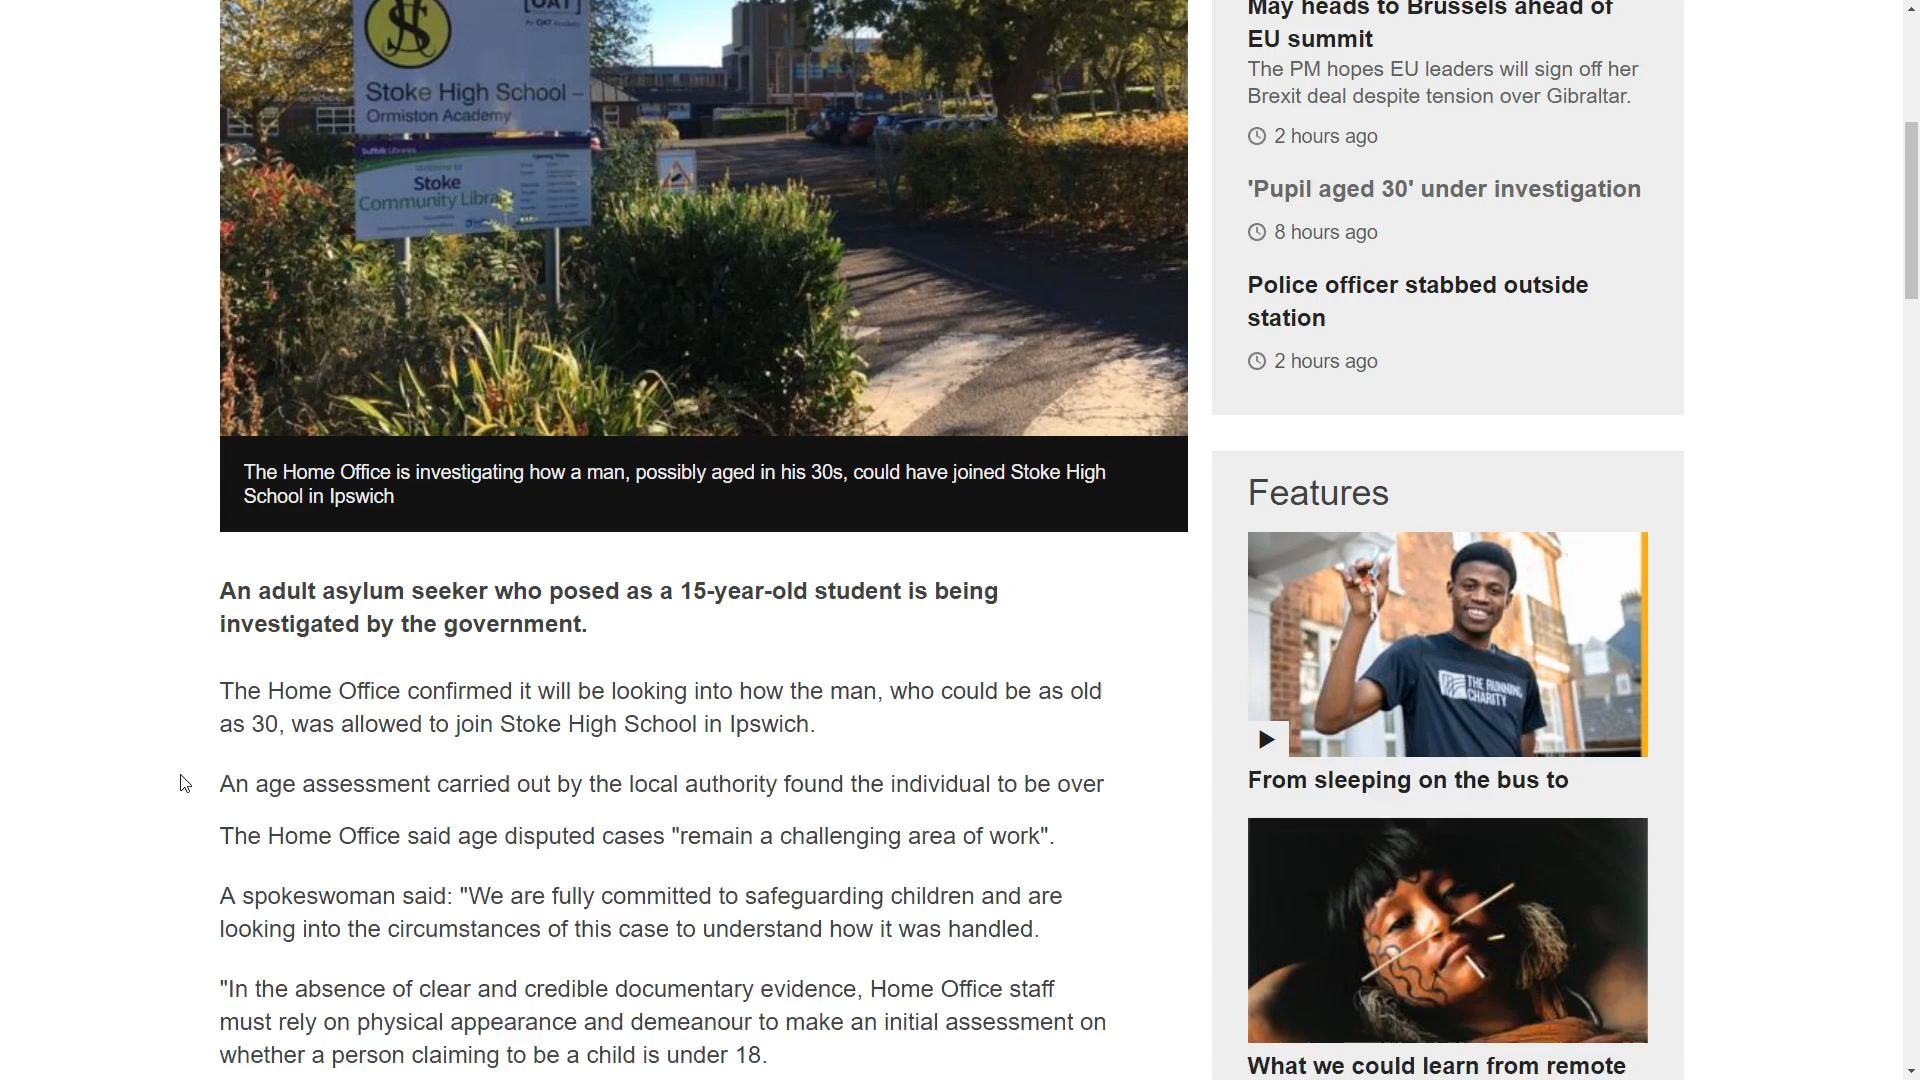 [OAT]
An OAT Academy
Stoke High School –
Ormiston Academy
Suffolk Libraries
Welcome to
Stoke
Community Libra
Opening Times
The Home Office is investigating how a man, possibly aged in his 30s, could have joined Stoke High
School in Ipswich
An adult asylum seeker who posed as a 15-year-old student is being
investigated by the government.
The Home Office confirmed it will be looking into how the man, who could be as old
as 30, was allowed to join Stoke High School in Ipswich.
An age assessment carried out by the local authority found the individual to be over
The Home Office said age disputed cases "remain a challenging area of work".
A spokeswoman said: "We are fully committed to safeguarding children and are
looking into the circumstances of this case to understand how it was handled.
"In the absence of clear and credible documentary evidence, Home Office staff
must rely on physical appearance and demeanour to make an initial assessment on
whether a person claiming to be a child is under 18.
May heads to Brussels ahead of
EU summit
The PM hopes EU leaders will sign off her
Brexit deal despite tension over Gibraltar.
2 hours ago
'Pupil aged 30' under investigation
8 hours ago
Police officer stabbed outside
station
2 hours ago
Features
THE RUNNING
CHARITY
From sleeping on the bus to
What we could learn from remote